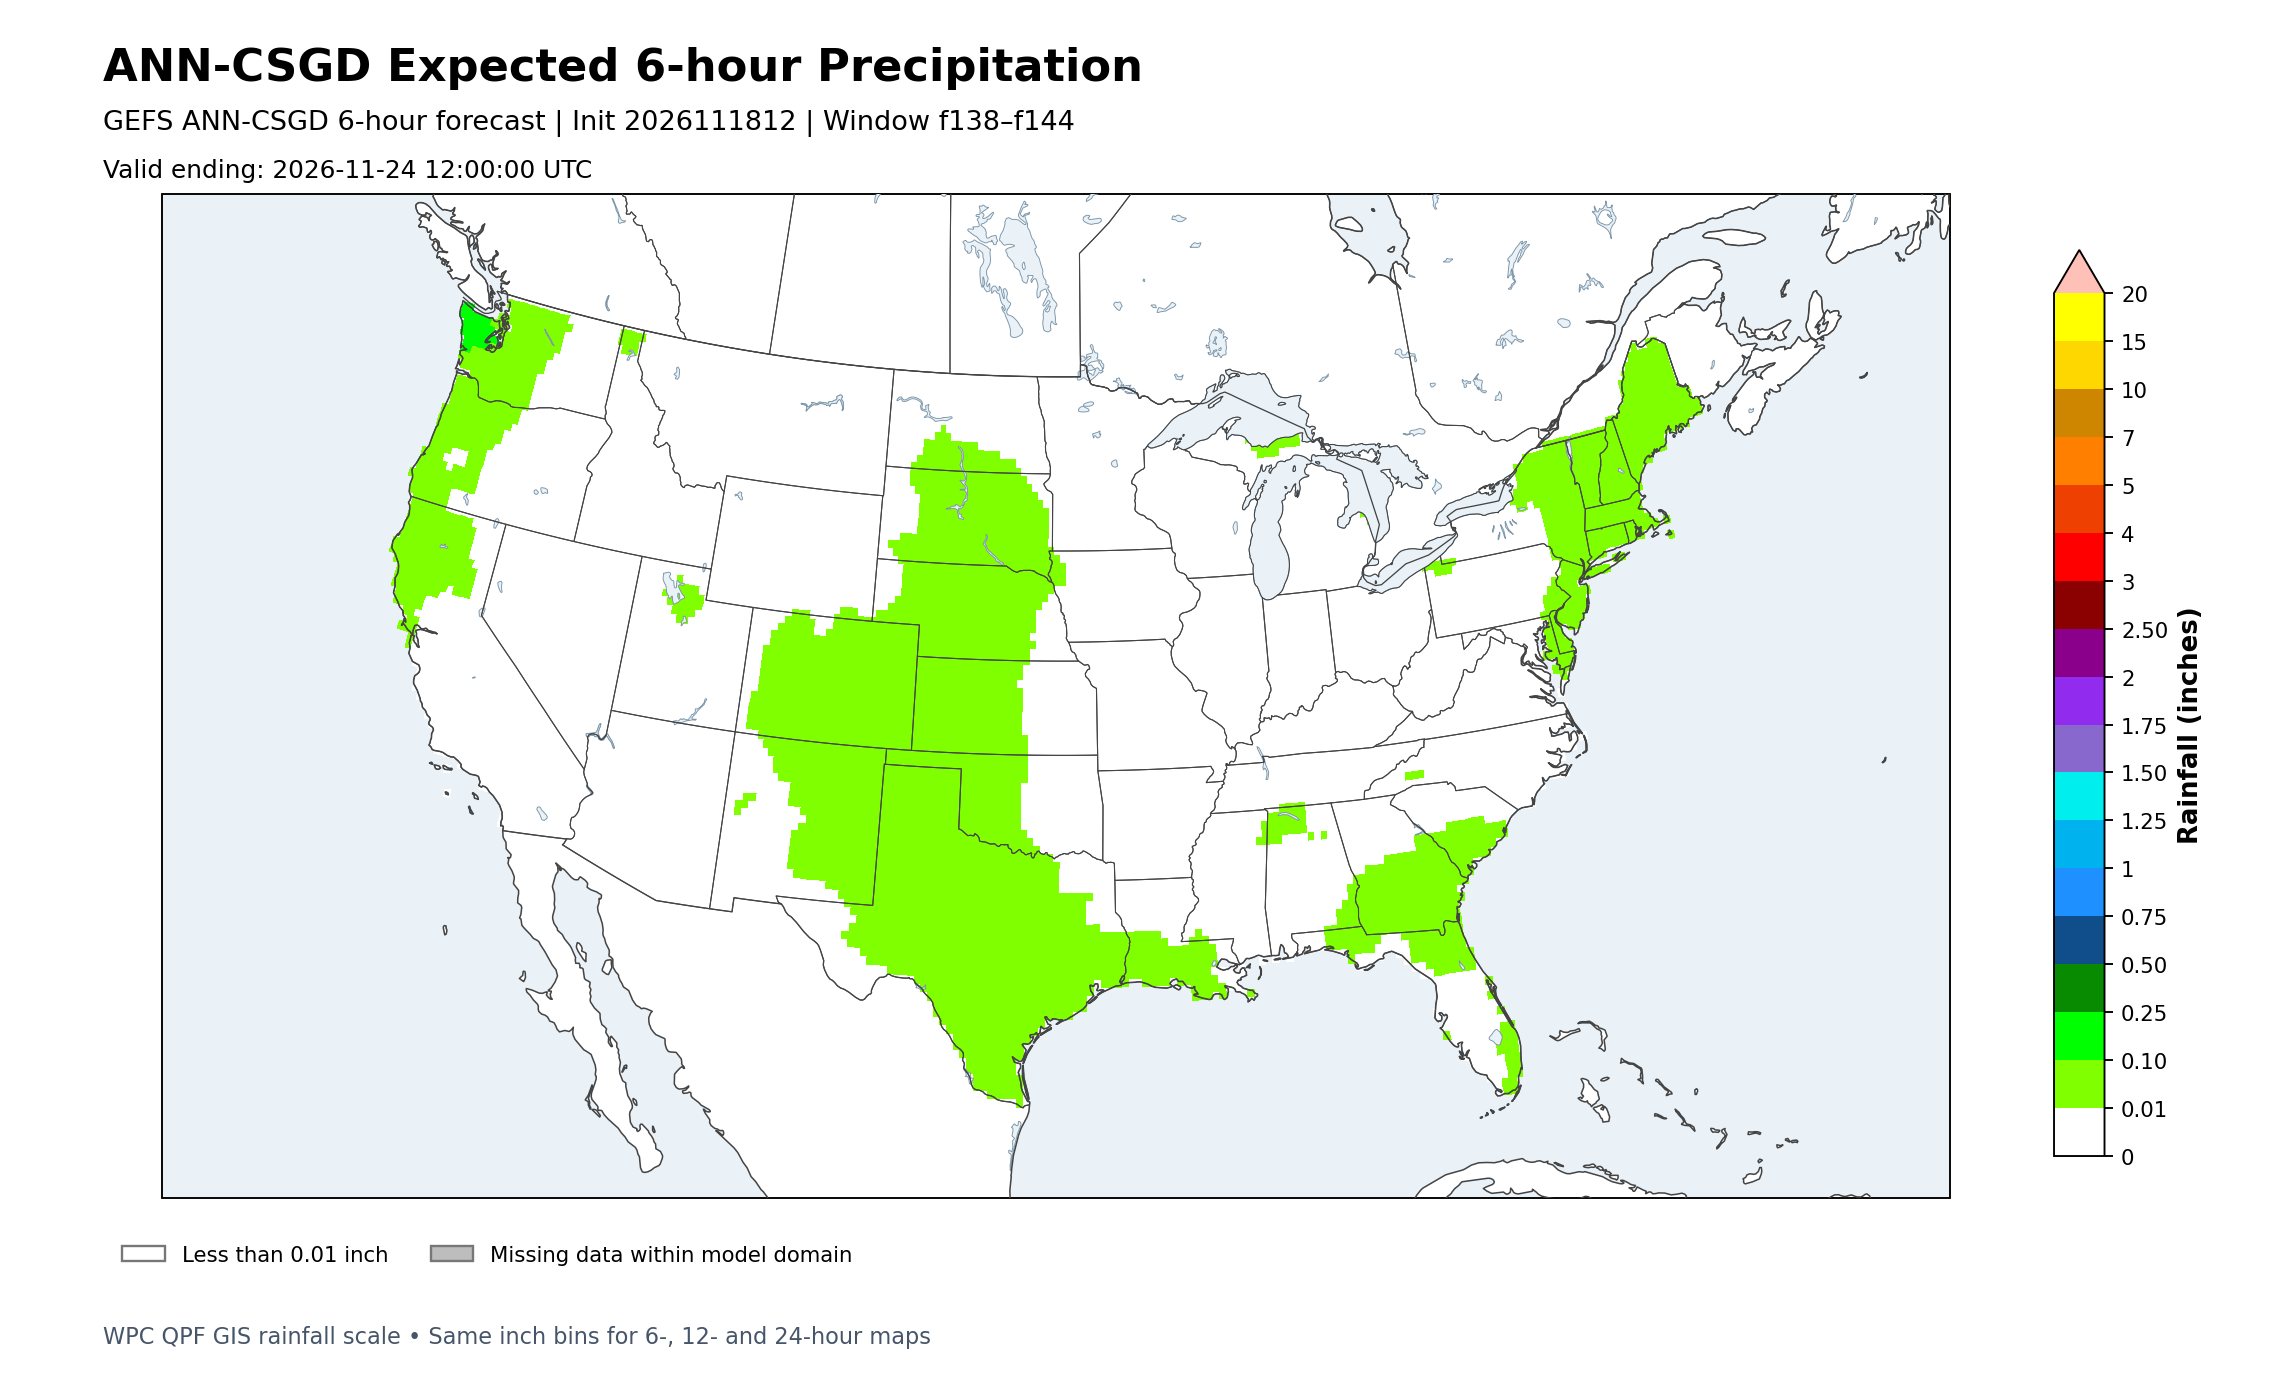 ANN-CSGD Expected 6-hour Precipitation
GEFS ANN-CSGD 6-hour forecast | Init 2026111812 | Window f138–f144
Valid ending: 2026-11-24 12:00:00 UTC
20
15
10
7
5
4
3
2.50
2
1.75
1.50
1.25
1
0.75
0.50
0.25
0.10
0.01
0
Rainfall (inches)
Less than 0.01 inch
Missing data within model domain
WPC QPF GIS rainfall scale • Same inch bins for 6-, 12- and 24-hour maps